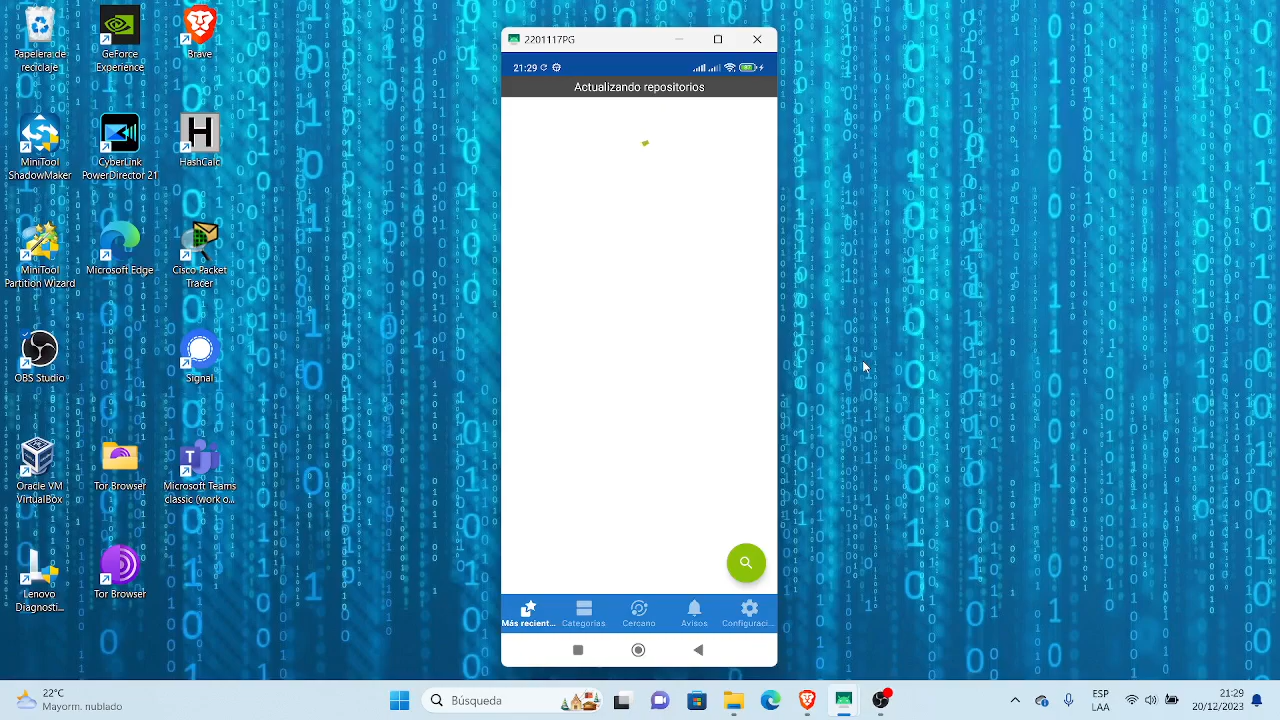 Papelera de
reciclaje
GeForce
Experience
Brave
MiniTool
ShadowMaker
CyberLink
PowerDirector 21
HashCalc
MiniTool
Partition Wizard
Microsoft Edge
Cisco Packet
Tracer
OBS Studio
Signal
Oracle VM
VirtualBox
Tor Browser
Microsoft Teams
classic (work o...
Lenovo
Diagnosti...
Tor Browser
2201117PG
21:29
Actualizando repositorios
Más recient...
Categorías
Cercano
Avisos
Configuraci...
22°C
Mayorm. nublado
Búsqueda
ESP
LAA
21:29
20/12/2023